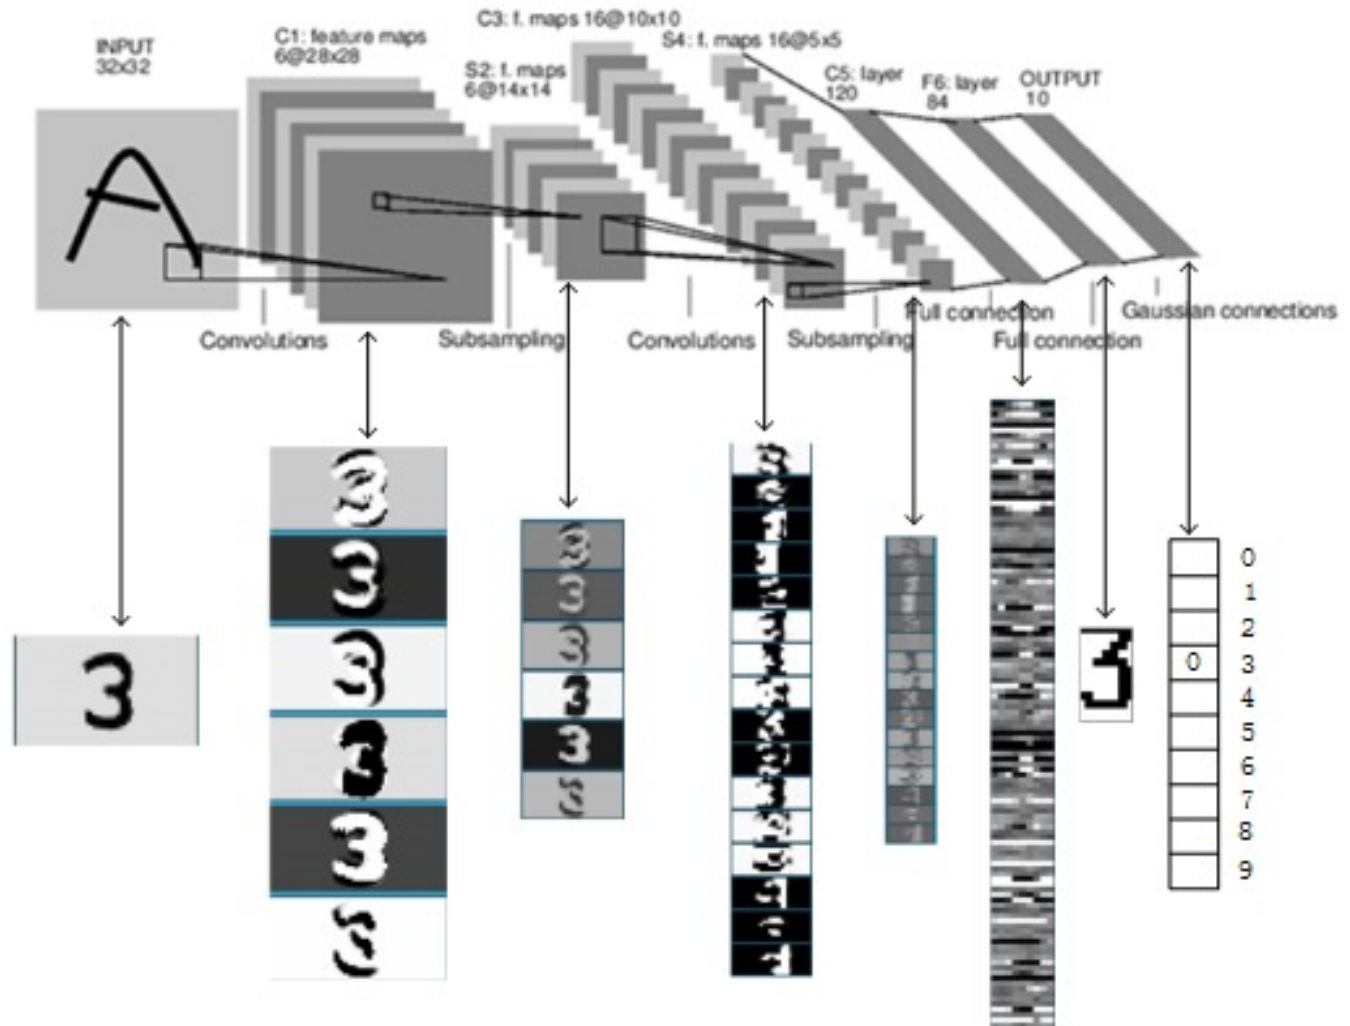 INPUT
32x32
C1: feature maps
6@28x28
S2: f. maps
6@14x14
C3: f. maps 16@10x10
S4: f. maps 16@5x5
C5: layer
120
F6: layer
84
OUTPUT
10
Convolutions
Subsampling
Convolutions
Subsampling
Full connection
Full connection
Gaussian connections
A
3
3
0
0
1
2
3
4
5
6
7
8
9